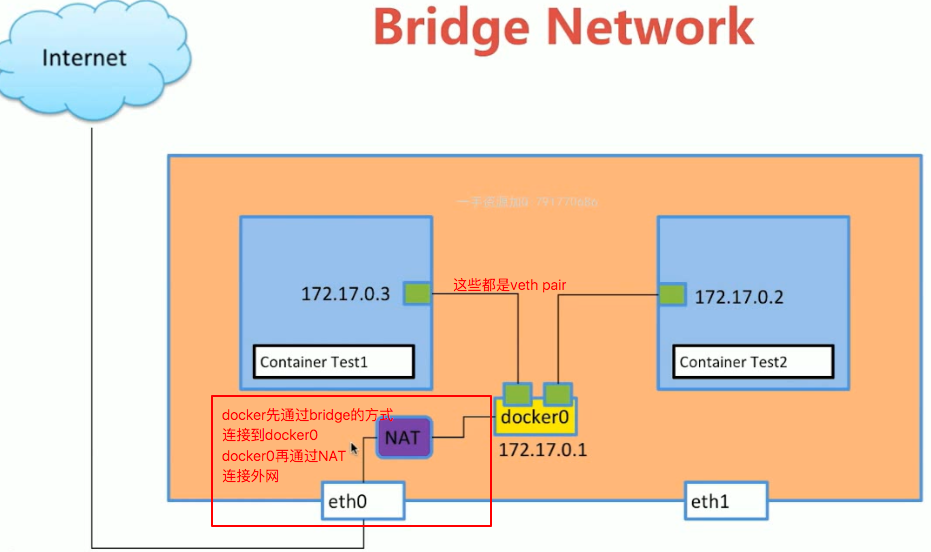 Bridge Network
Internet
172.17.0.3
这些都是veth pair
172.17.0.2
Container Test1
Container Test2
docker0
172.17.0.1
docker先通过bridge的方式
连接到docker0
docker0再通过NAT
连接外网
NAT
eth0
eth1